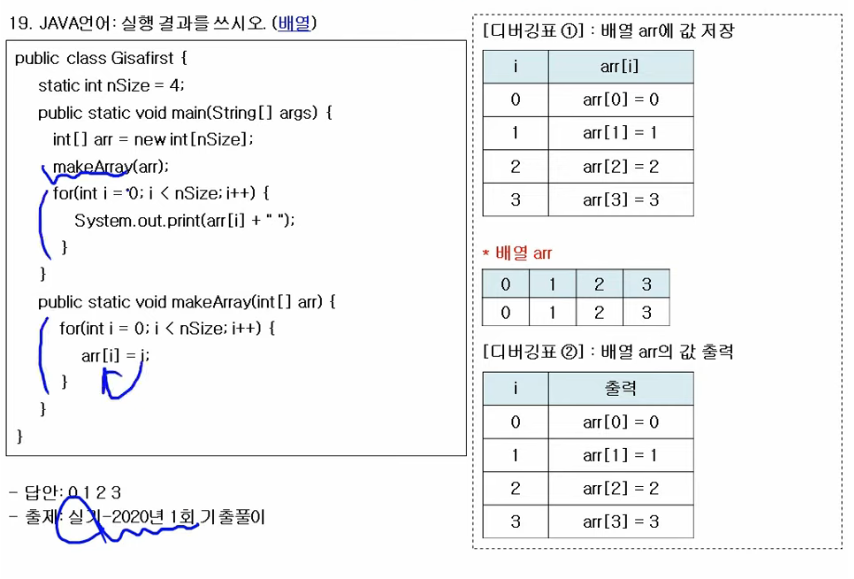 19. JAVA언어: 실행 결과를 쓰시오. (배열)
public class Gisafirst {
static int nSize = 4;
public static void main(String[] args) {
int[] arr = new int[nSize];
makeArray(arr);
for(int i = 0; i < nSize; i++) {
System.out.print(arr[i] + " ");
}
}
public static void makeArray(int[] arr) {
for(int i = 0; i < nSize; i++) {
arr[i] = i;
}
}
}
- 답안: 0 1 2 3
- 출제: 실기-2020년 1회 기출풀이
[디버깅표 ①] : 배열 arr에 값 저장
i arr[i]
0 arr[0] = 0
1 arr[1] = 1
2 arr[2] = 2
3 arr[3] = 3
* 배열 arr
0 1 2 3
0 1 2 3
[디버깅표 ②] : 배열 arr의 값 출력
i 출력
0 arr[0] = 0
1 arr[1] = 1
2 arr[2] = 2
3 arr[3] = 3